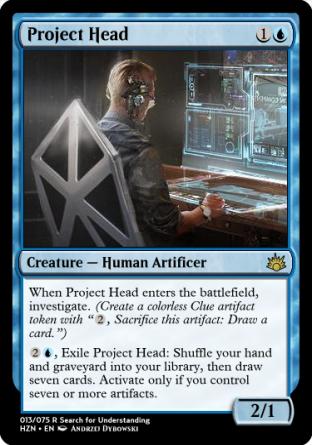 Project Head 1
Creature — Human Artificer
When Project Head enters the battlefield,
investigate. (Create a colorless Clue artifact
token with “2, Sacrifice this artifact: Draw a
card.”)
2, Exile Project Head: Shuffle your hand
and graveyard into your library, then draw
seven cards. Activate only if you control
seven or more artifacts.
2/1
013/075 R Search for Understanding
HZN • EN Andrzej Dybowski